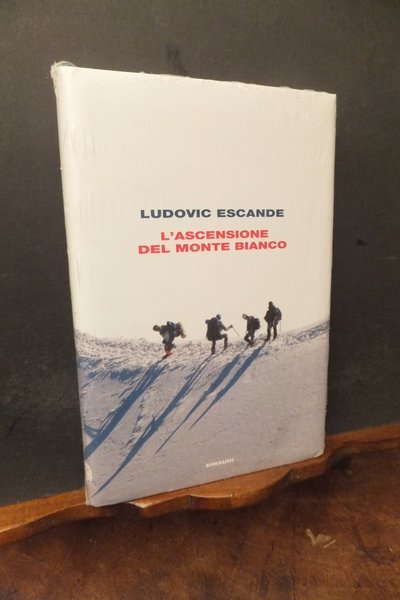 LUDOVIC ESCANDE
L'ASCENSIONE
DEL MONTE BIANCO
EINAUDI